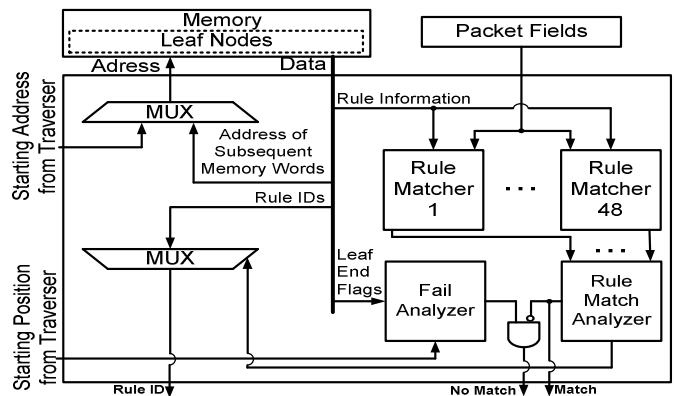 Memory
Leaf Nodes
Packet Fields
Adress
Data
MUX
Rule Information
Starting Address
from Traverser
Address of
Subsequent
Memory Words
Rule
Matcher
1
...
Rule
Matcher
48
Rule IDs
MUX
Leaf
End
Flags
Fail
Analyzer
...
Rule
Match
Analyzer
Starting Position
from Traverser
Rule ID
No Match
Match